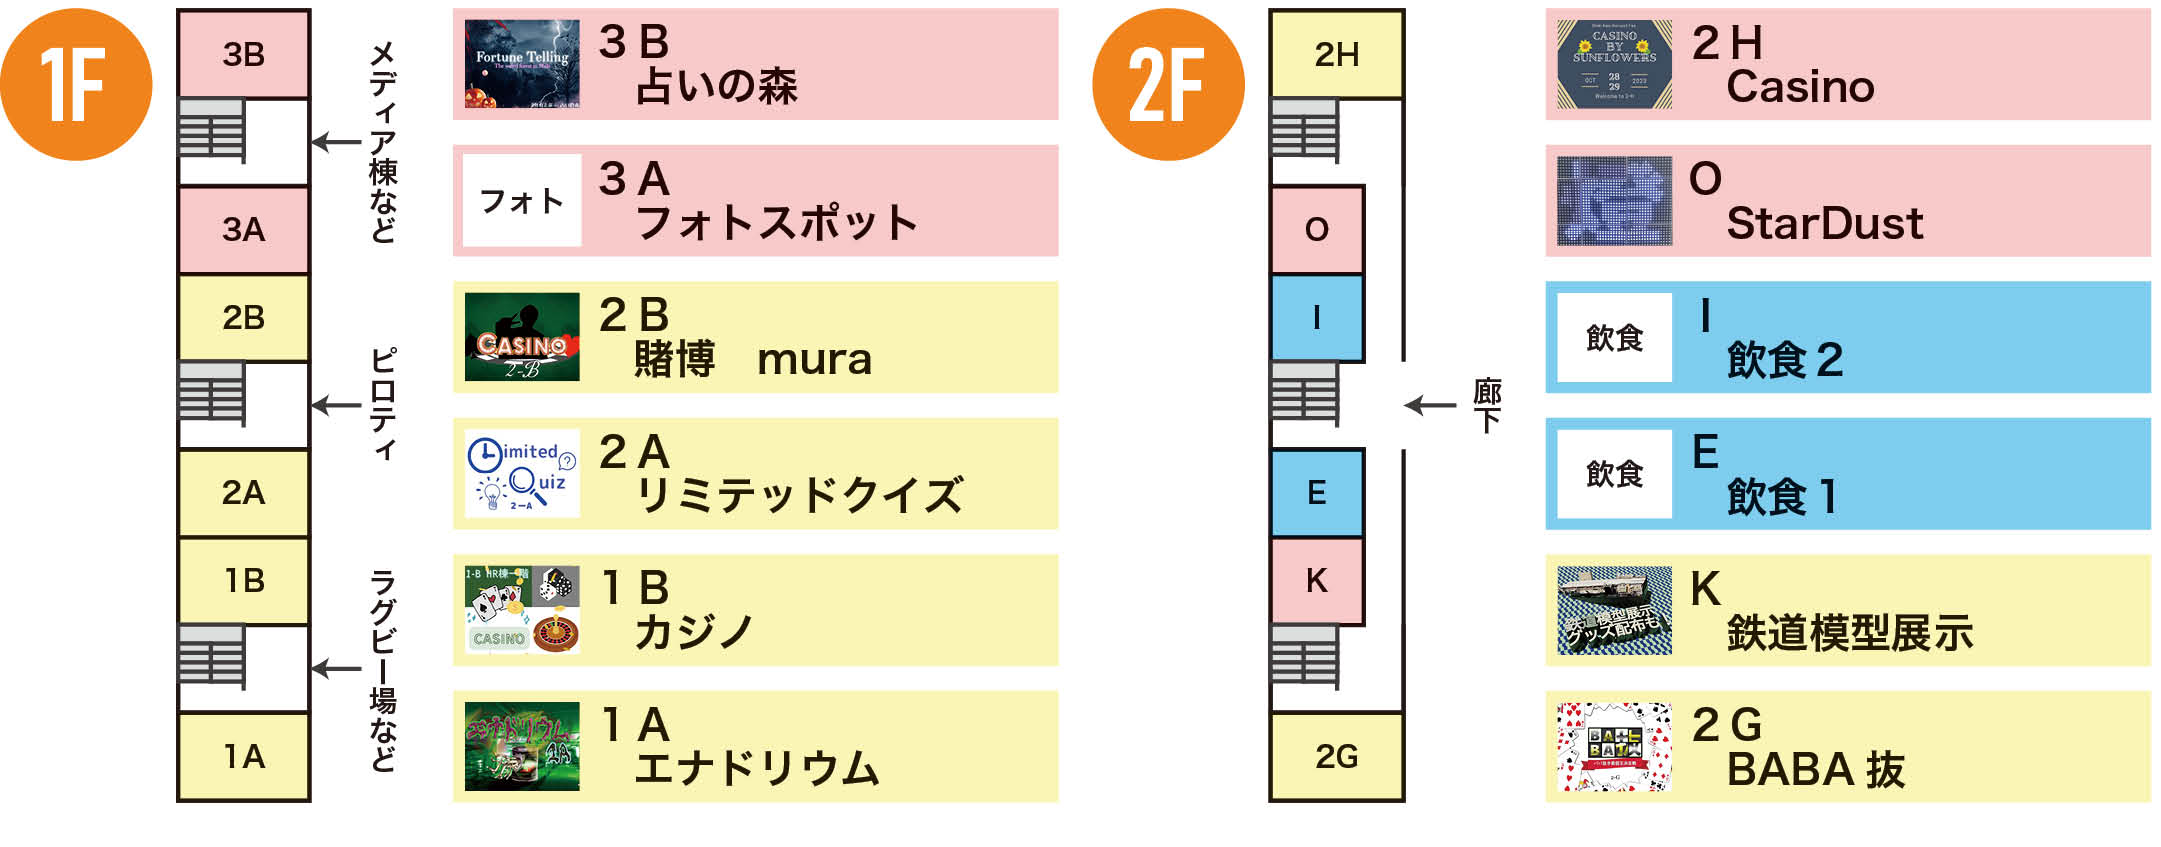 1F
3B
3A
2B
2A
1B
1A
メディア棟など
ピロティ
ラグビー場など
Fortune Telling
3 B
占いの森
フォト
3 A
フォトスポット
CASINO
2-B
2 B
賭博 mura
imited
Quiz
2-A
2 A
リミテッドクイズ
1-B HR棟一階
CASINO
1 B
カジノ
エナドリウム
1A
1 A
エナドリウム
2F
2H
O
I
E
K
2G
廊下
CASINO
BY
SUNFLOWERS
OCT
28
29
2023
Welcome to 2-H
2 H
Casino
O
StarDust
飲食
I
飲食2
飲食
E
飲食1
鉄道模型展示
グッズ配布も
K
鉄道模型展示
2-G
2 G
BABA 抜